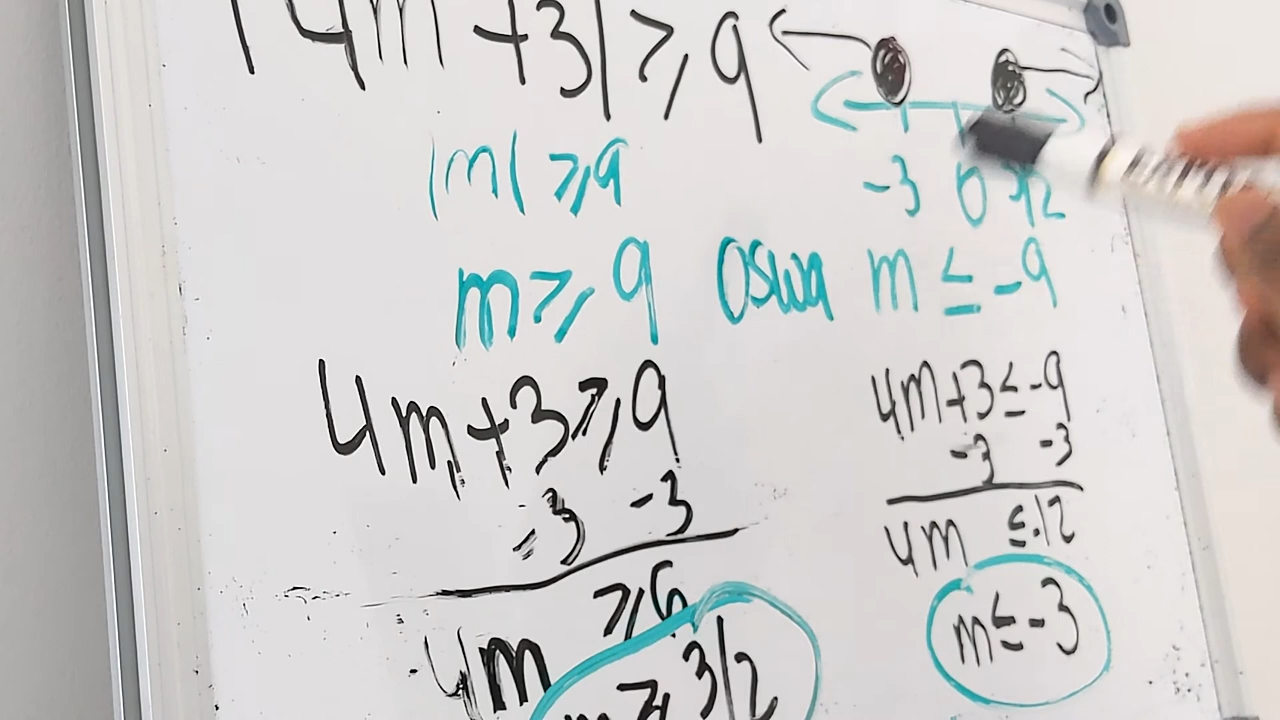 |4m+3| ≥ 9
-3 0 3/2
|m| ≥ 9
m ≥ 9 oswa m ≤ -9
4m+3 ≥ 9
-3 -3
4m ≥ 6
m ≥ 3/2
4m+3 ≤ -9
-3 -3
4m ≤ -12
m ≤ -3